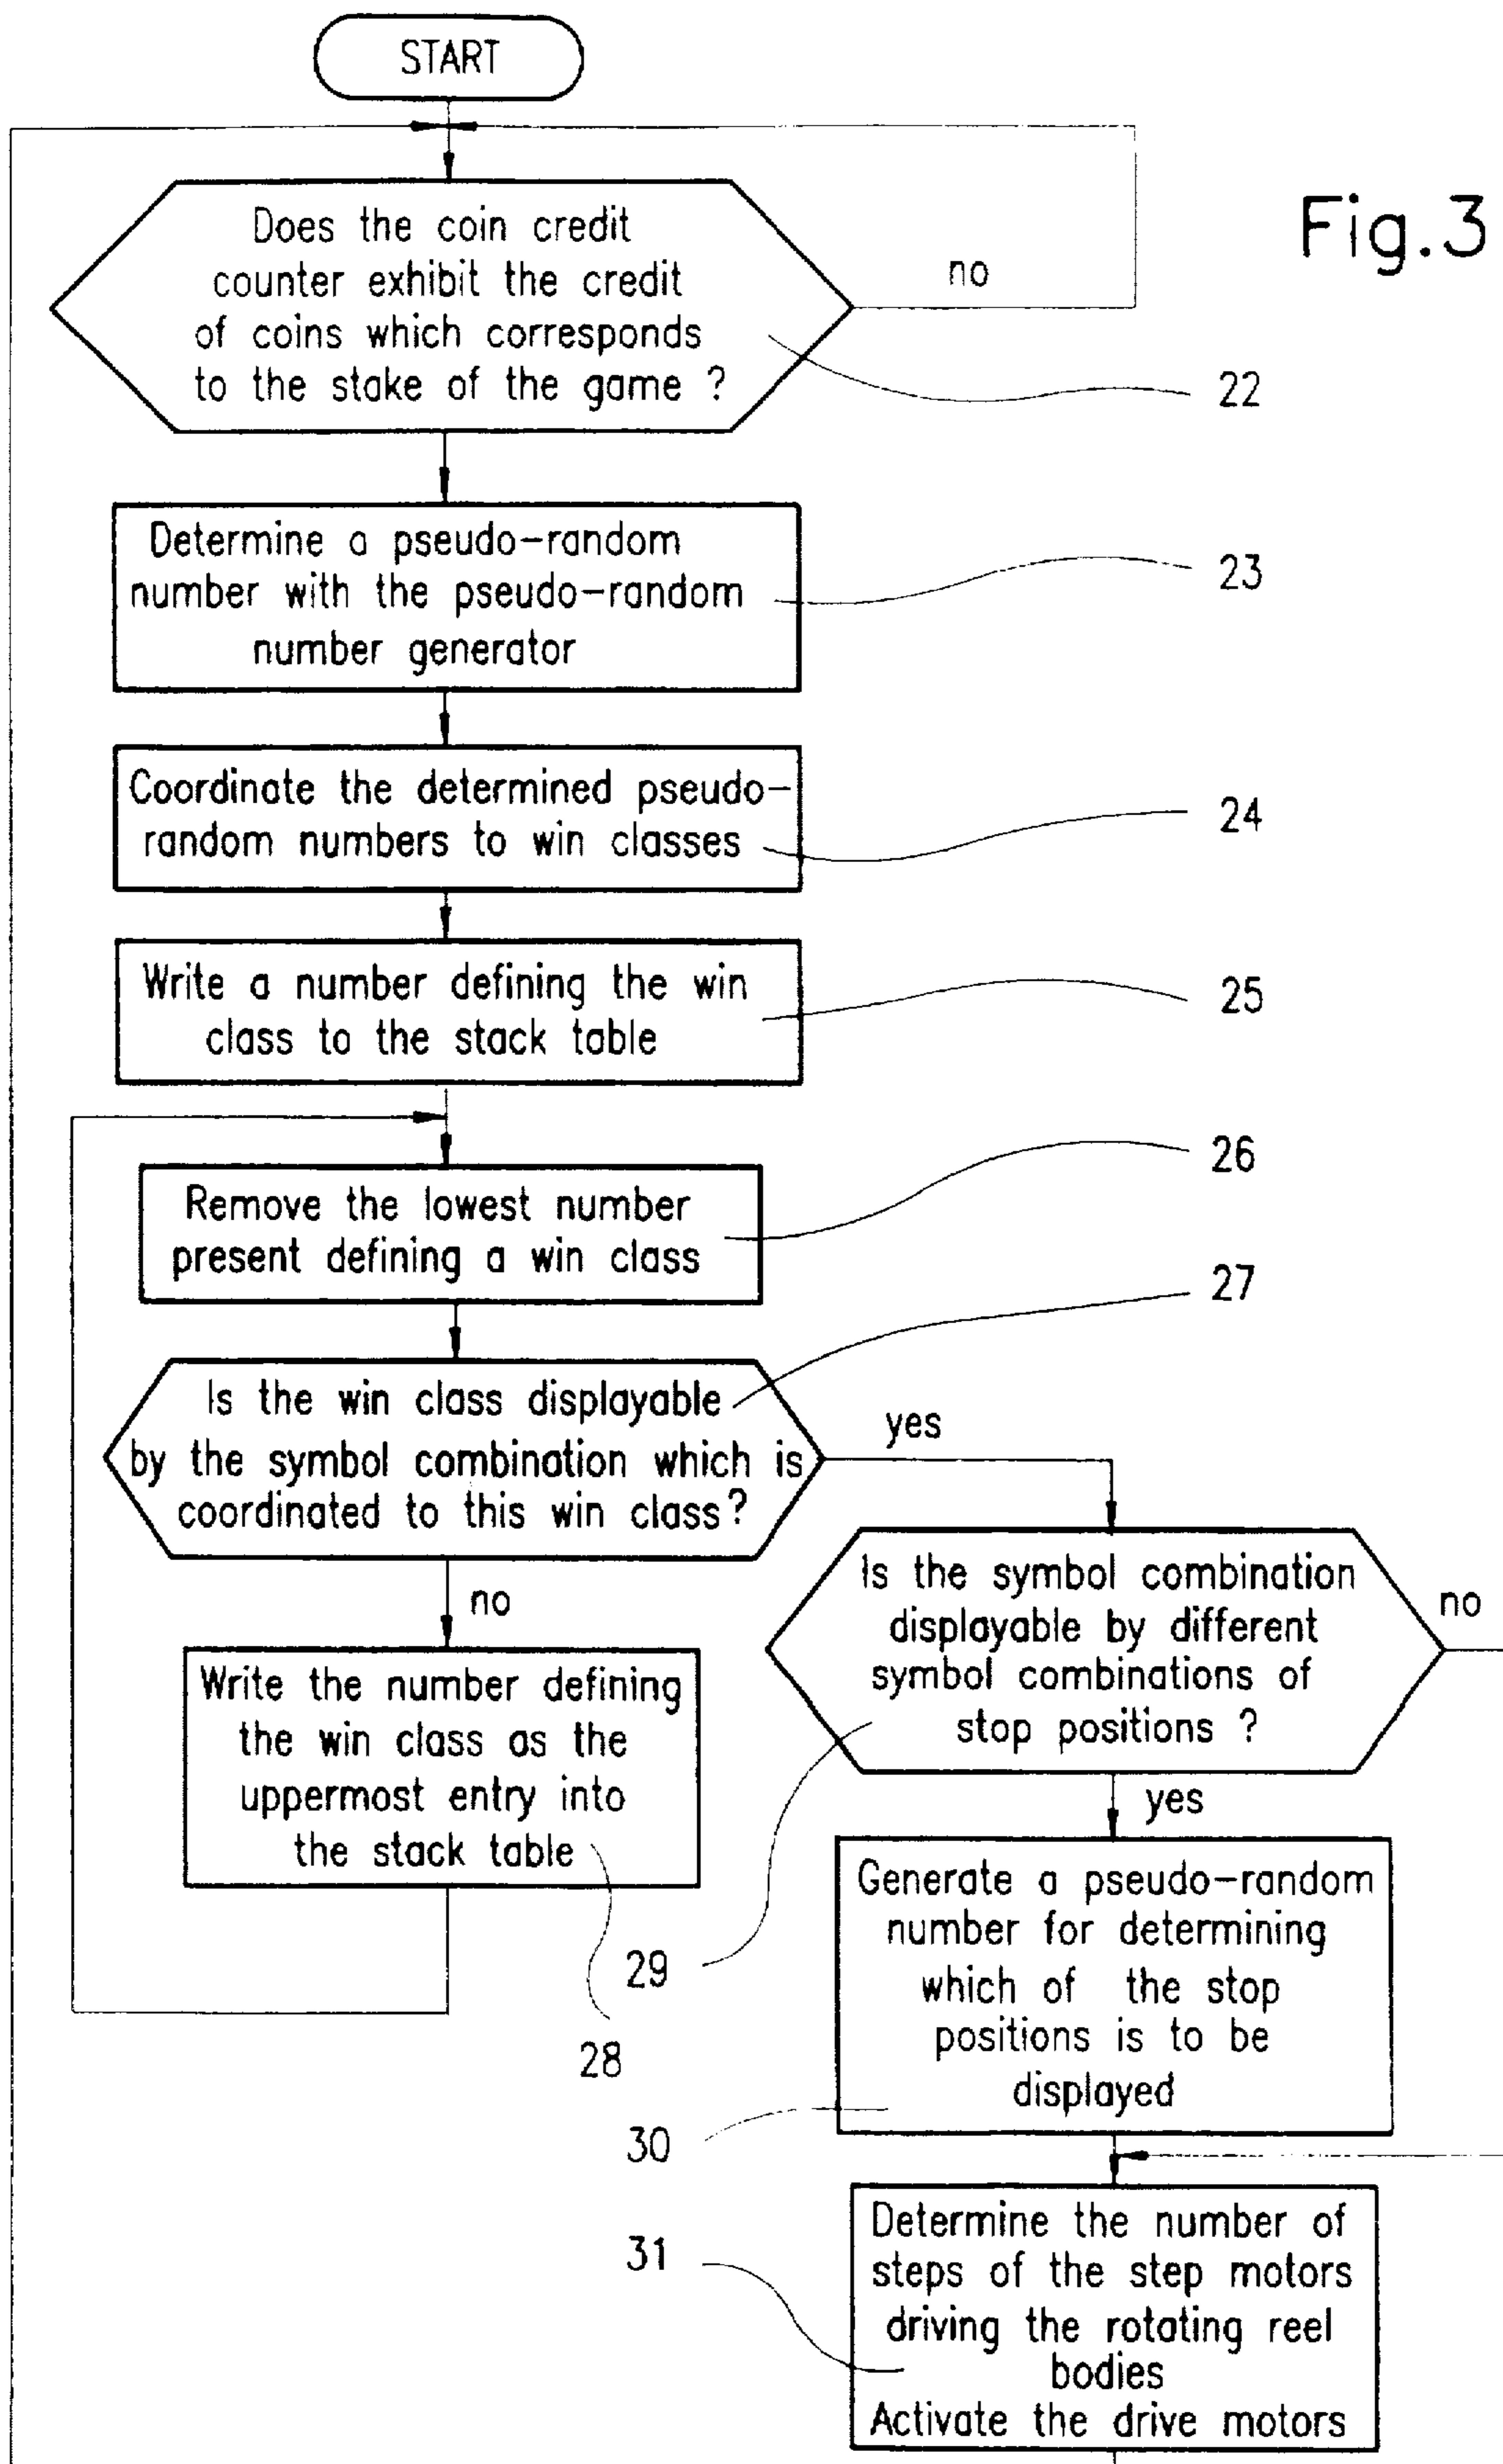 START
Fig.3
Does the coin credit
counter exhibit the credit
of coins which corresponds
to the stake of the game ?
no
22
Determine a pseudo-random
number with the pseudo-random
number generator
23
Coordinate the determined pseudo-
random numbers to win classes
24
Write a number defining the win
class to the stack table
25
Remove the lowest number
present defining a win class
26
27
Is the win class displayable
by the symbol combination which is
coordinated to this win class?
yes
no
Write the number defining
the win class as the
uppermost entry into
the stack table
28
Is the symbol combination
displayable by different
symbol combinations of
stop positions ?
no
29
yes
Generate a pseudo-random
number for determining
which of the stop
positions is to be
displayed
30
Determine the number of
steps of the step motors
driving the rotating reel
bodies
Activate the drive motors
31